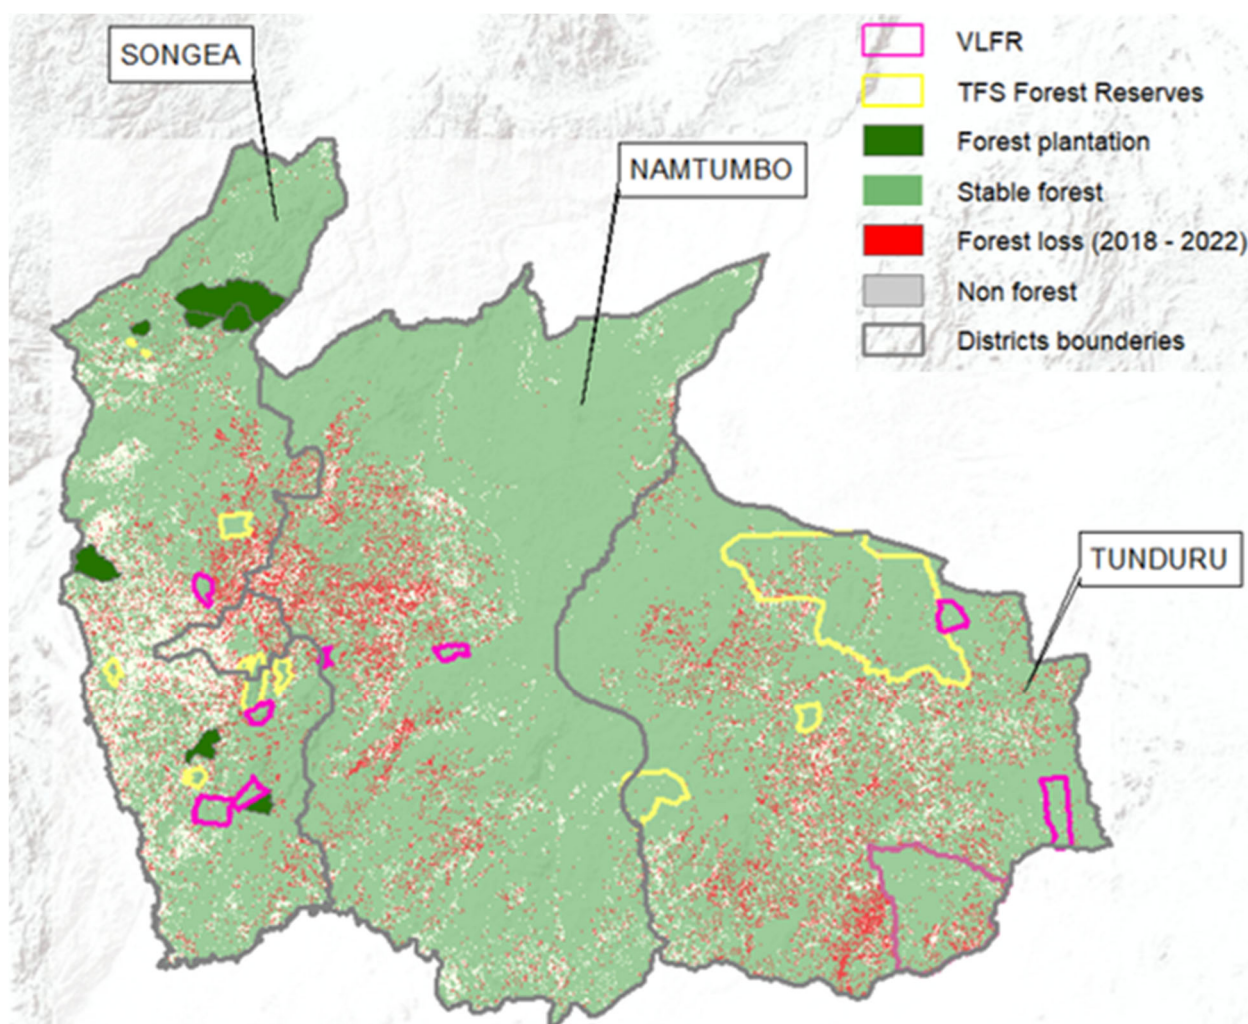 SONGEA
NAMTUMBO
TUNDURU
VLFR
TFS Forest Reserves
Forest plantation
Stable forest
Forest loss (2018 - 2022)
Non forest
Districts bounderies